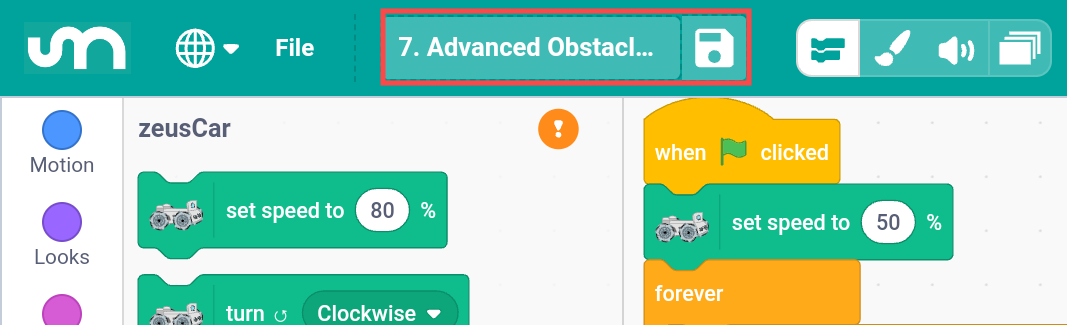 um
File
7. Advanced Obstacl...
Motion
Looks
zeusCar
!
set speed to 80 %
turn Clockwise
when clicked
set speed to 50 %
forever